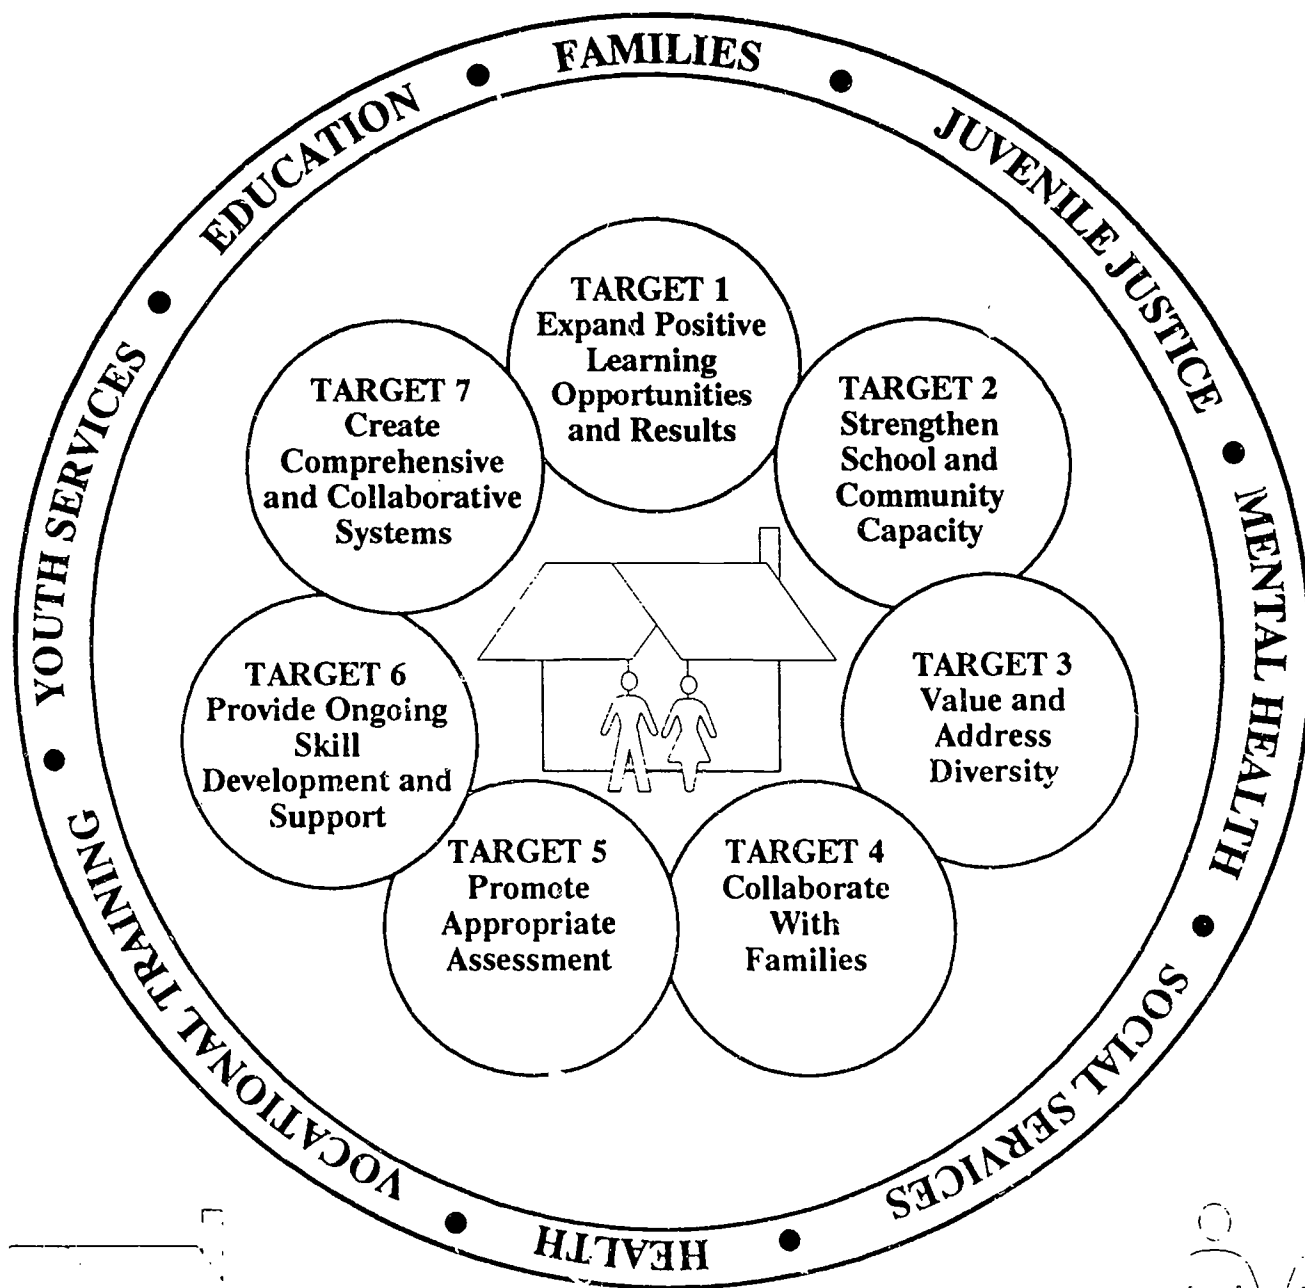 FAMILIES
JUVENILE JUSTICE
MENTAL HEALTH
SOCIAL SERVICES
HEALTH
VOCATIONAL TRAINING
YOUTH SERVICES
EDUCATION
TARGET 1
Expand Positive
Learning
Opportunities
and Results
TARGET 2
Strengthen
School and
Community
Capacity
TARGET 3
Value and
Address
Diversity
TARGET 4
Collaborate
With
Families
TARGET 5
Promote
Appropriate
Assessment
TARGET 6
Provide Ongoing
Skill
Development and
Support
TARGET 7
Create
Comprehensive
and Collaborative
Systems